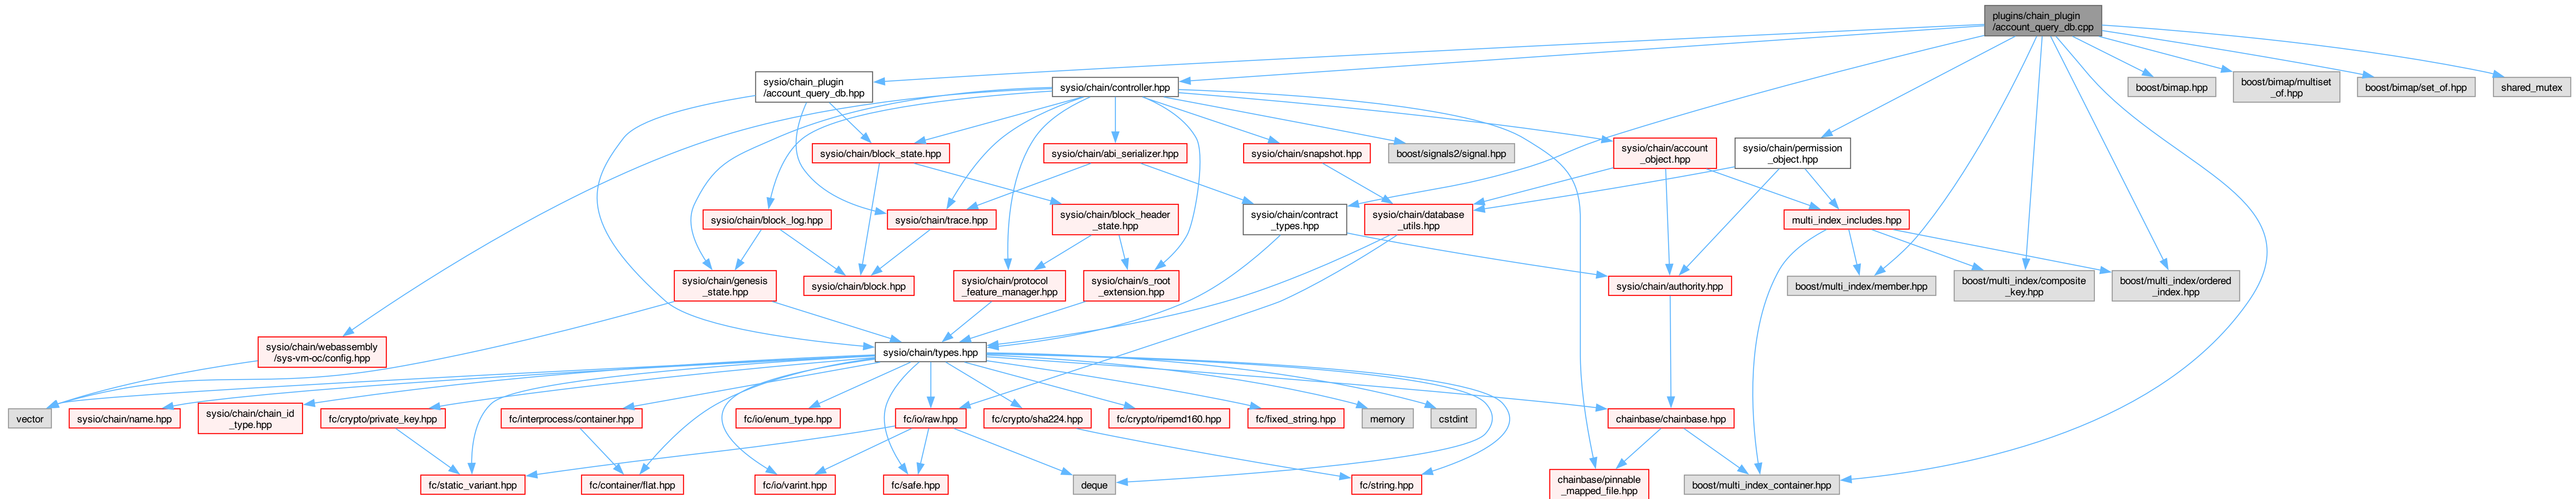 plugins/chain_plugin
/account_query_db.cpp
sysio/chain_plugin
/account_query_db.hpp
sysio/chain/controller.hpp
boost/bimap.hpp
boost/bimap/multiset
_of.hpp
boost/bimap/set_of.hpp
shared_mutex
sysio/chain/block_state.hpp
sysio/chain/abi_serializer.hpp
sysio/chain/snapshot.hpp
boost/signals2/signal.hpp
sysio/chain/account
_object.hpp
sysio/chain/permission
_object.hpp
sysio/chain/block_log.hpp
sysio/chain/trace.hpp
sysio/chain/block_header
_state.hpp
sysio/chain/contract
_types.hpp
sysio/chain/database
_utils.hpp
multi_index_includes.hpp
sysio/chain/genesis
_state.hpp
sysio/chain/block.hpp
sysio/chain/protocol
_feature_manager.hpp
sysio/chain/s_root
_extension.hpp
sysio/chain/authority.hpp
boost/multi_index/member.hpp
boost/multi_index/composite
_key.hpp
boost/multi_index/ordered
_index.hpp
sysio/chain/webassembly
/sys-vm-oc/config.hpp
sysio/chain/types.hpp
vector
sysio/chain/name.hpp
sysio/chain/chain_id
_type.hpp
fc/crypto/private_key.hpp
fc/interprocess/container.hpp
fc/io/enum_type.hpp
fc/io/raw.hpp
fc/crypto/sha224.hpp
fc/crypto/ripemd160.hpp
fc/fixed_string.hpp
memory
cstdint
chainbase/chainbase.hpp
fc/static_variant.hpp
fc/container/flat.hpp
fc/io/varint.hpp
fc/safe.hpp
deque
fc/string.hpp
chainbase/pinnable
_mapped_file.hpp
boost/multi_index_container.hpp